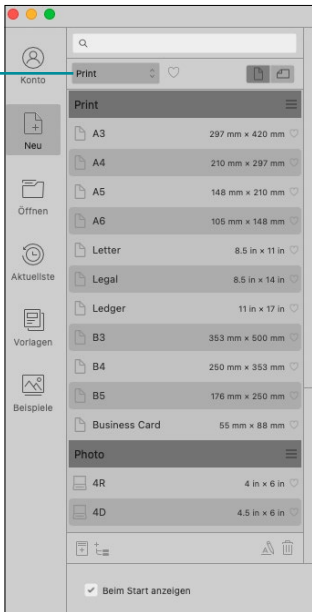 Konto
Neu
Öffnen
Aktuellste
Vorlagen
Beispiele
Print
Print
A3 297 mm × 420 mm
A4 210 mm × 297 mm
A5 148 mm × 210 mm
A6 105 mm × 148 mm
Letter 8.5 in × 11 in
Legal 8.5 in × 14 in
Ledger 11 in × 17 in
B3 353 mm × 500 mm
B4 250 mm × 353 mm
B5 176 mm × 250 mm
Business Card 55 mm × 88 mm
Photo
4R 4 in × 6 in
4D 4.5 in × 6 in
Beim Start anzeigen